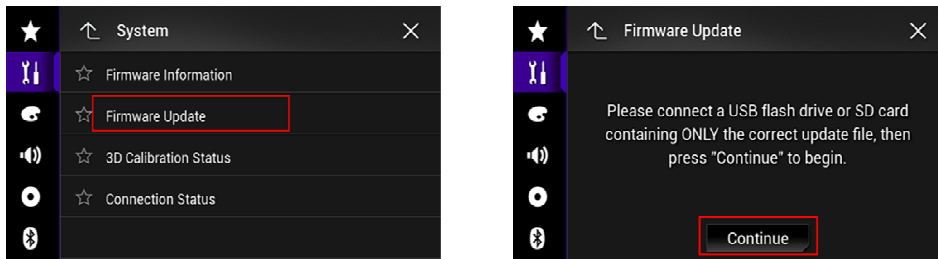 System
Firmware Information
Firmware Update
3D Calibration Status
Connection Status
Firmware Update
Please connect a USB flash drive or SD card
containing ONLY the correct update file, then
press "Continue" to begin.
Continue